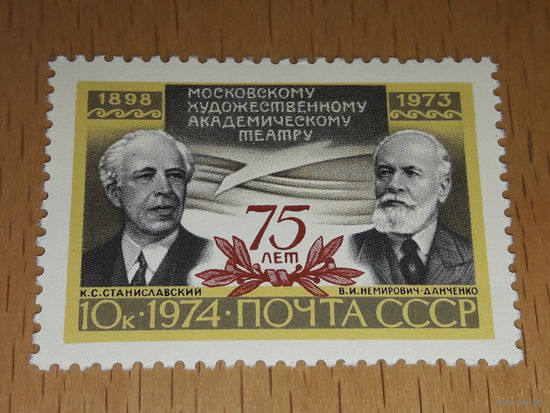 1898
МОСКОВСКОМУ
ХУДОЖЕСТВЕННОМУ
АКАДЕМИЧЕСКОМУ
ТЕАТРУ
1973
75
ЛЕТ
К.С.СТАНИСЛАВСКИЙ
В.И.НЕМИРОВИЧ-ДАНЧЕНКО
10к·1974·ПОЧТА СССР